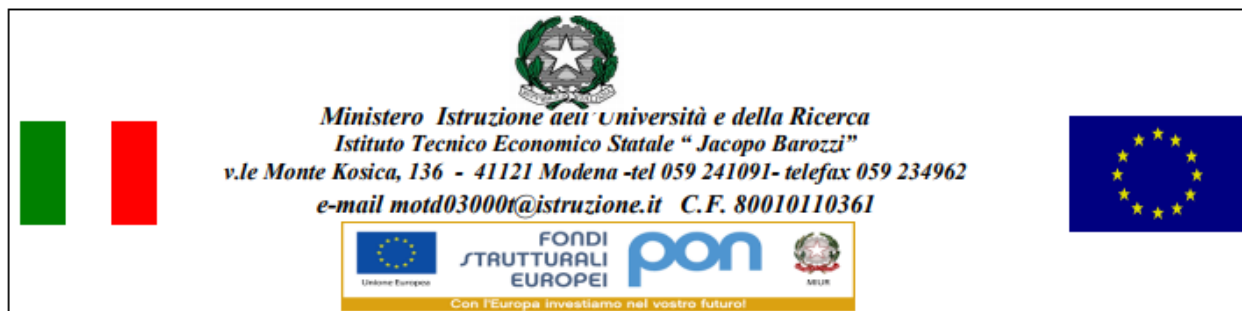 Ministero Istruzione dell'Università e della Ricerca
Istituto Tecnico Economico Statale “ Jacopo Barozzi”
v.le Monte Kosica, 136 - 41121 Modena -tel 059 241091- telefax 059 234962
e-mail motd03000t@istruzione.it C.F. 80010110361
FONDI
STRUTTURALI
EUROPEI
pon
Unione Europea
MIUR
Con l'Europa investiamo nel vostro futuro!